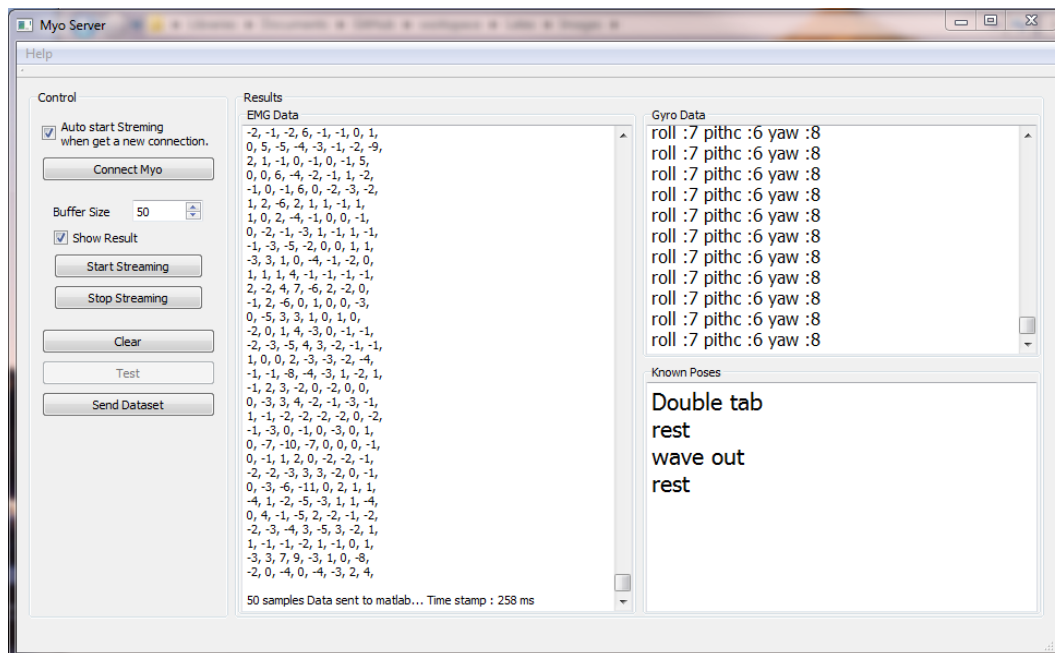 Myo Server
Help
Control
Auto start Streming
when get a new connection.
Connect Myo
Buffer Size 50
Show Result
Start Streaming
Stop Streaming
Clear
Test
Send Dataset
Results
EMG Data
-2, -1, -2, 6, -1, -1, 0, 1,
0, 5, -5, -4, -3, -1, -2, -9,
2, 1, -1, 0, -1, 0, -1, 5,
0, 0, 6, -4, -2, -1, 1, -2,
-1, 0, -1, 6, 0, -2, -3, -2,
1, 2, -6, 2, 1, 1, -1, 1,
1, 0, 2, -4, -1, 0, 0, -1,
0, -2, -1, -3, 1, -1, 1, -1,
-1, -3, -5, -2, 0, 0, 1, 1,
-3, 3, 1, 0, -4, -1, -2, 0,
1, 1, 1, 4, -1, -1, -1, -1,
2, -2, 4, 7, -6, 2, -2, 0,
-1, 2, -6, 0, 1, 0, 0, -3,
0, -5, 3, 3, 1, 0, 1, 0,
-2, 0, 1, 4, -3, 0, -1, -1,
-2, -3, -5, 4, 3, -2, -1, -1,
1, 0, 0, 2, -3, -3, -2, -4,
-1, -1, -8, -4, -3, 1, -2, 1,
-1, 2, 3, -2, 0, -2, 0, 0,
0, -3, 3, 4, -2, -1, -3, -1,
1, -1, -2, -2, -2, -2, 0, -2,
-1, -3, 0, -1, 0, -3, 0, 1,
0, -7, -10, -7, 0, 0, 0, -1,
0, -1, 1, 2, 0, -2, -2, -1,
-2, -2, -3, 3, 3, -2, 0, -1,
0, -3, -6, -11, 0, 2, 1, 1,
-4, 1, -2, -5, -3, 1, 1, -4,
0, 4, -1, -5, 2, -2, -1, -2,
-2, -3, -4, 3, -5, 3, -2, 1,
1, -1, -1, -2, 1, -1, 0, 1,
-3, 3, 7, 9, -3, 1, 0, -8,
-2, 0, -4, 0, -4, -3, 2, 4,
50 samples Data sent to matlab... Time stamp : 258 ms
Gyro Data
roll :7 pithc :6 yaw :8
roll :7 pithc :6 yaw :8
roll :7 pithc :6 yaw :8
roll :7 pithc :6 yaw :8
roll :7 pithc :6 yaw :8
roll :7 pithc :6 yaw :8
roll :7 pithc :6 yaw :8
roll :7 pithc :6 yaw :8
roll :7 pithc :6 yaw :8
roll :7 pithc :6 yaw :8
roll :7 pithc :6 yaw :8
Known Poses
Double tab
rest
wave out
rest